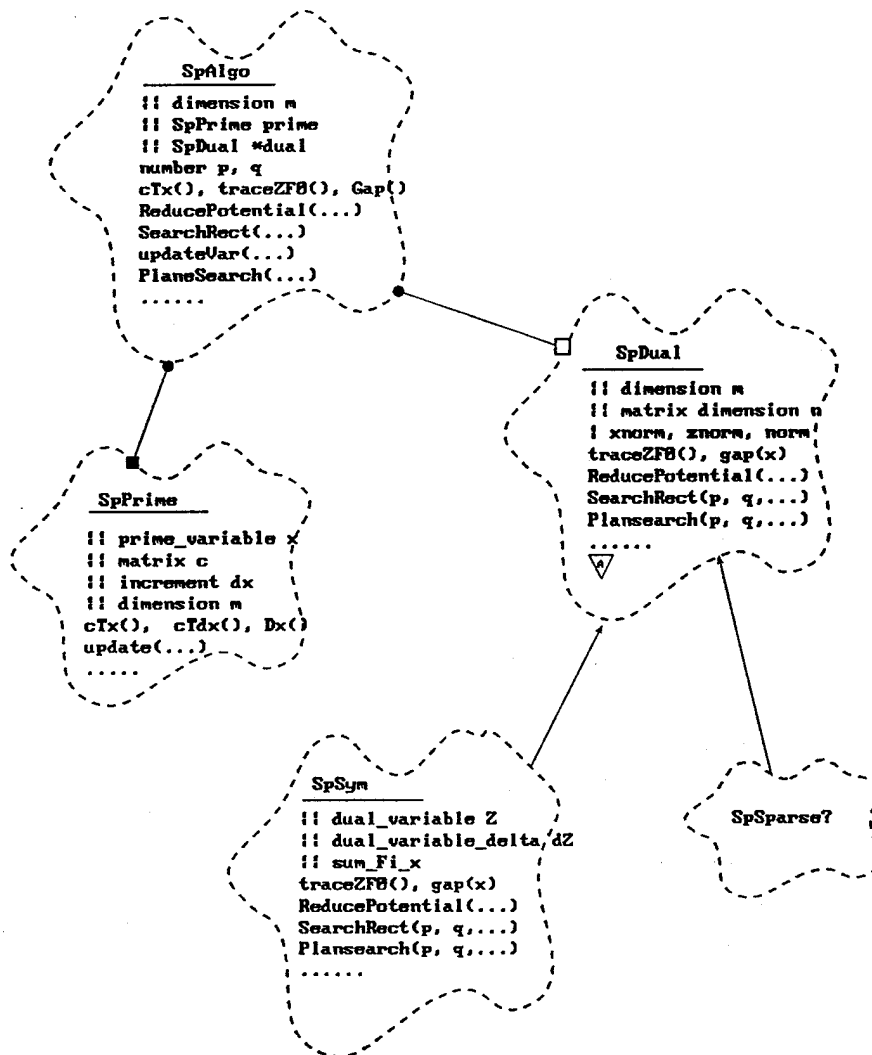 SpAlgo
|| dimension m
|| SpPrime prime
|| SpDual *dual
number p, q
cTx(), traceZF0(), Gap()
ReducePotential(...)
SearchRect(...)
updateVar(...)
PlaneSearch(...)
......
SpDual
|| dimension m
|| matrix dimension n
| xnorm, znorm, norm
traceZF0(), gap(x)
ReducePotential(...)
SearchRect(p, q,...)
Plansearch(p, q,...)
......
A
SpPrime
|| prime_variable x
|| matrix c
|| increment dx
|| dimension m
cTx(), cTdx(), Dx()
update(...)
.....
SpSym
|| dual_variable Z
|| dual_variable_delta dZ
|| sum_Fi_x
traceZF0(), gap(x)
ReducePotential(...)
SearchRect(p, q,...)
Plansearch(p, q,...)
......
SpSparse?